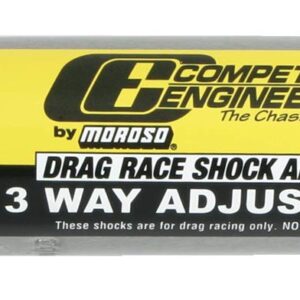 COMPET
ENGINEE
The Chas
by MOROSO®
DRAG RACE SHOCK A
3 WAY ADJUS
These shocks are for drag racing only. NO